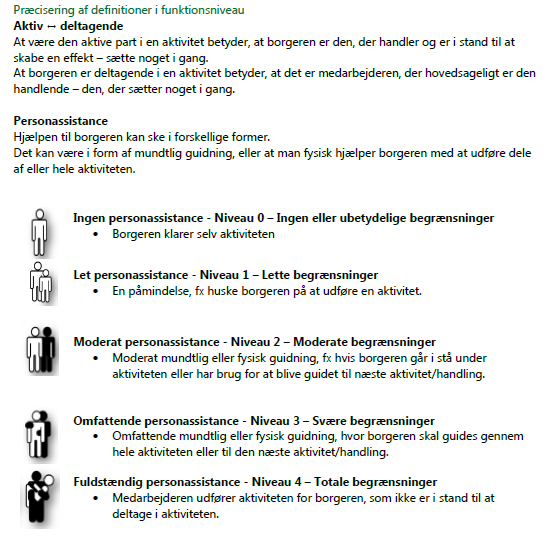 Præcisering af definitioner i funktionsniveau
Aktiv ↔ deltagende
At være den aktive part i en aktivitet betyder, at borgeren er den, der handler og er i stand til at
skabe en effekt – sætte noget i gang.
At borgeren er deltagende i en aktivitet betyder, at det er medarbejderen, der hovedsageligt er den
handlende – den, der sætter noget i gang.
Personassistance
Hjælpen til borgeren kan ske i forskellige former.
Det kan være i form af mundtlig guidning, eller at man fysisk hjælper borgeren med at udføre dele
af eller hele aktiviteten.
Ingen personassistance - Niveau 0 – Ingen eller ubetydelige begrænsninger
• Borgeren klarer selv aktiviteten
Let personassistance - Niveau 1 – Lette begrænsninger
• En påmindelse, fx huske borgeren på at udføre en aktivitet.
Moderat personassistance - Niveau 2 – Moderate begrænsninger
• Moderat mundtlig eller fysisk guidning, fx hvis borgeren går i stå under
aktiviteten eller har brug for at blive guidet til næste aktivitet/handling.
Omfattende personassistance - Niveau 3 – Svære begrænsninger
• Omfattende mundtlig eller fysisk guidning, hvor borgeren skal guides gennem
hele aktiviteten eller til den næste aktivitet/handling.
Fuldstændig personassistance - Niveau 4 – Totale begrænsninger
• Medarbejderen udfører aktiviteten for borgeren, som ikke er i stand til at
deltage i aktiviteten.